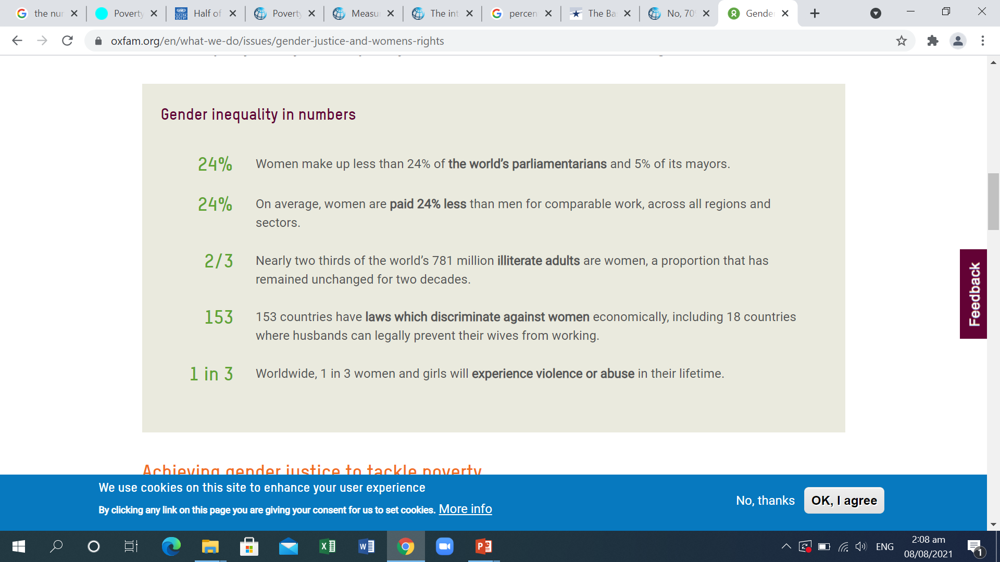 the nur
Poverty
Half of
Poverty
Measu
The int
percen
The Ba
No, 70
Gende
oxfam.org/en/what-we-do/issues/gender-justice-and-womens-rights
Gender inequality in numbers
24% Women make up less than 24% of the world's parliamentarians and 5% of its mayors.
24% On average, women are paid 24% less than men for comparable work, across all regions and
sectors.
2/3 Nearly two thirds of the world's 781 million illiterate adults are women, a proportion that has
remained unchanged for two decades.
153 153 countries have laws which discriminate against women economically, including 18 countries
where husbands can legally prevent their wives from working.
1 in 3 Worldwide, 1 in 3 women and girls will experience violence or abuse in their lifetime.
Feedback
Achieving gender justice to tackle poverty
We use cookies on this site to enhance your user experience
By clicking any link on this page you are giving your consent for us to set cookies. More info
No, thanks
OK, I agree
ENG
2:08 am
08/08/2021
1